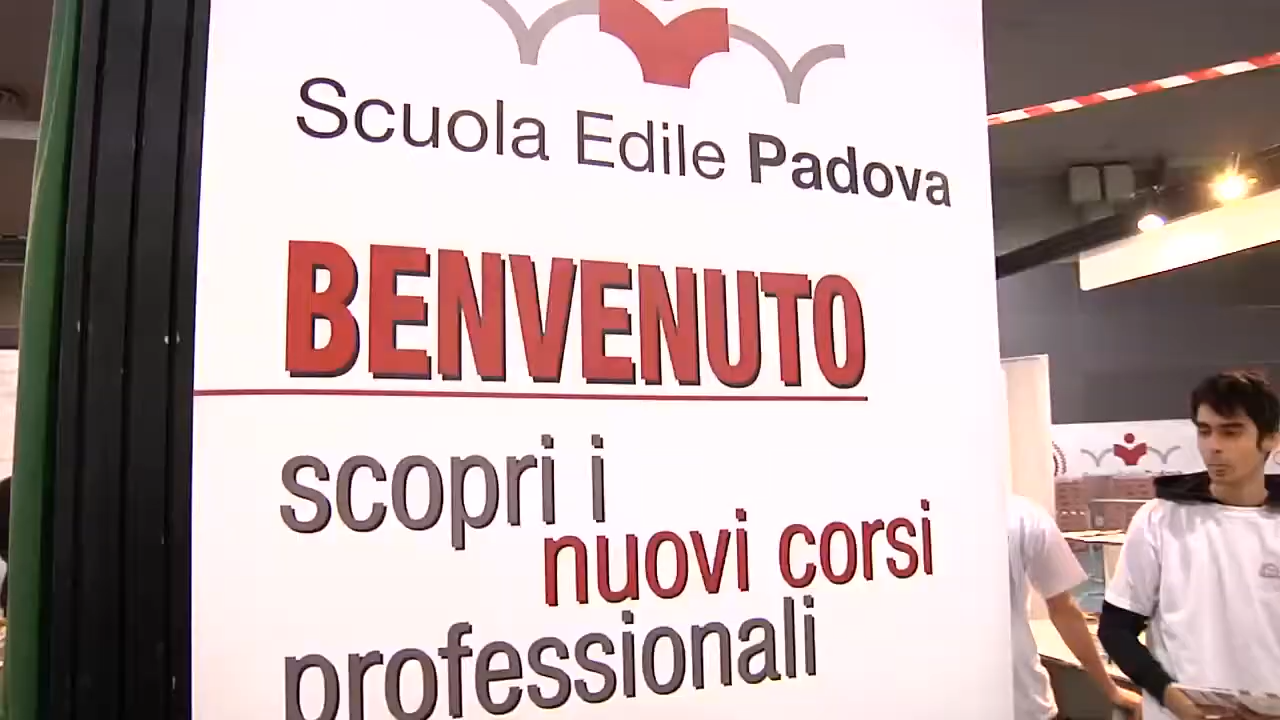 Scuola Edile Padova
BENVENUTO
scopri i
nuovi corsi
professionali